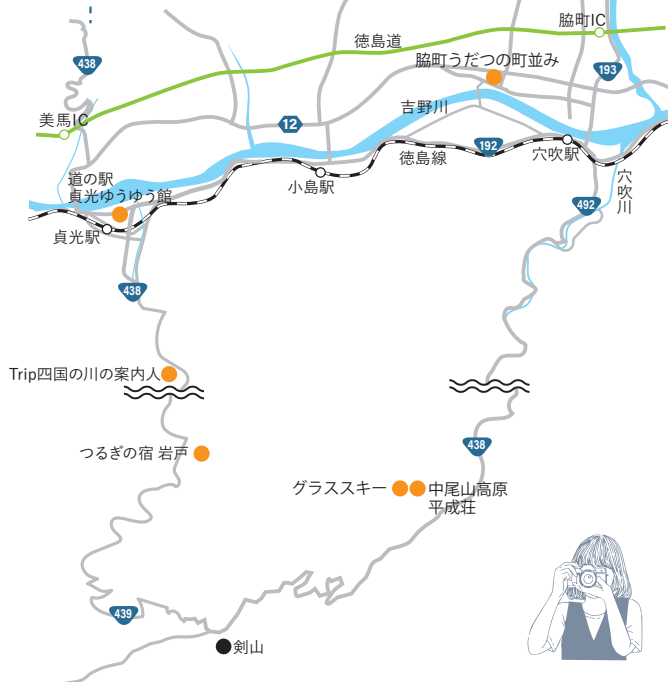 脇町IC
徳島道
438
脇町うだつの町並み
193
美馬IC
吉野川
12
192
徳島線
穴吹駅
道の駅
貞光ゆうゆう館
小島駅
穴吹川
492
貞光駅
438
Trip四国の川の案内人
438
つるぎの宿 岩戸
グラススキー
中尾山高原
平成荘
439
剣山